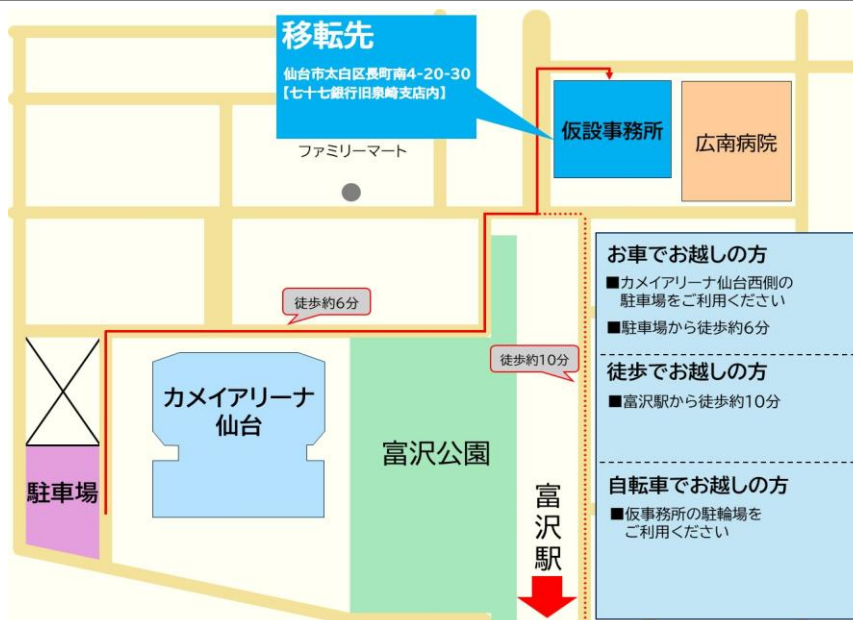 移転先
仙台市太白区長町南4-20-30
【七十七銀行旧泉崎支店内】
仮設事務所
広南病院
ファミリーマート
徒歩約6分
徒歩約10分
カメイアリーナ
仙台
富沢公園
駐車場
富沢駅
お車でお越しの方
■カメイアリーナ仙台西側の
駐車場をご利用ください
■駐車場から徒歩約6分
徒歩でお越しの方
■富沢駅から徒歩約10分
自転車でお越しの方
■仮事務所の駐輪場を
ご利用ください